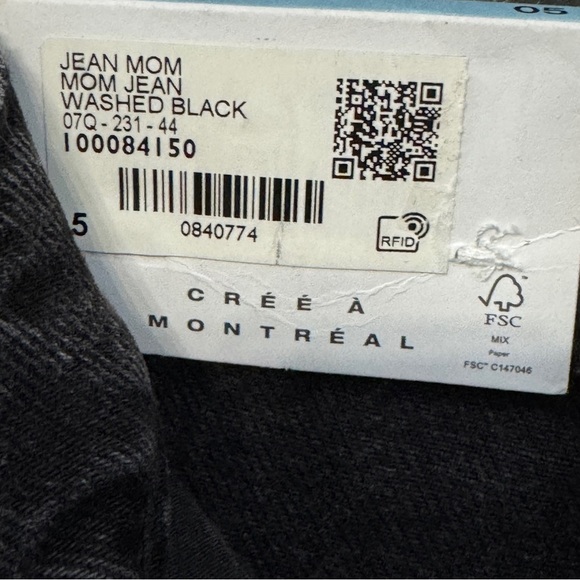 05
JEAN MOM
MOM JEAN
WASHED BLACK
07Q - 231 - 44
100084150
5
0840774
RFID
CRÉÉ À
MONTRÉAL
FSC
MIX
Paper
FSC™ C147046